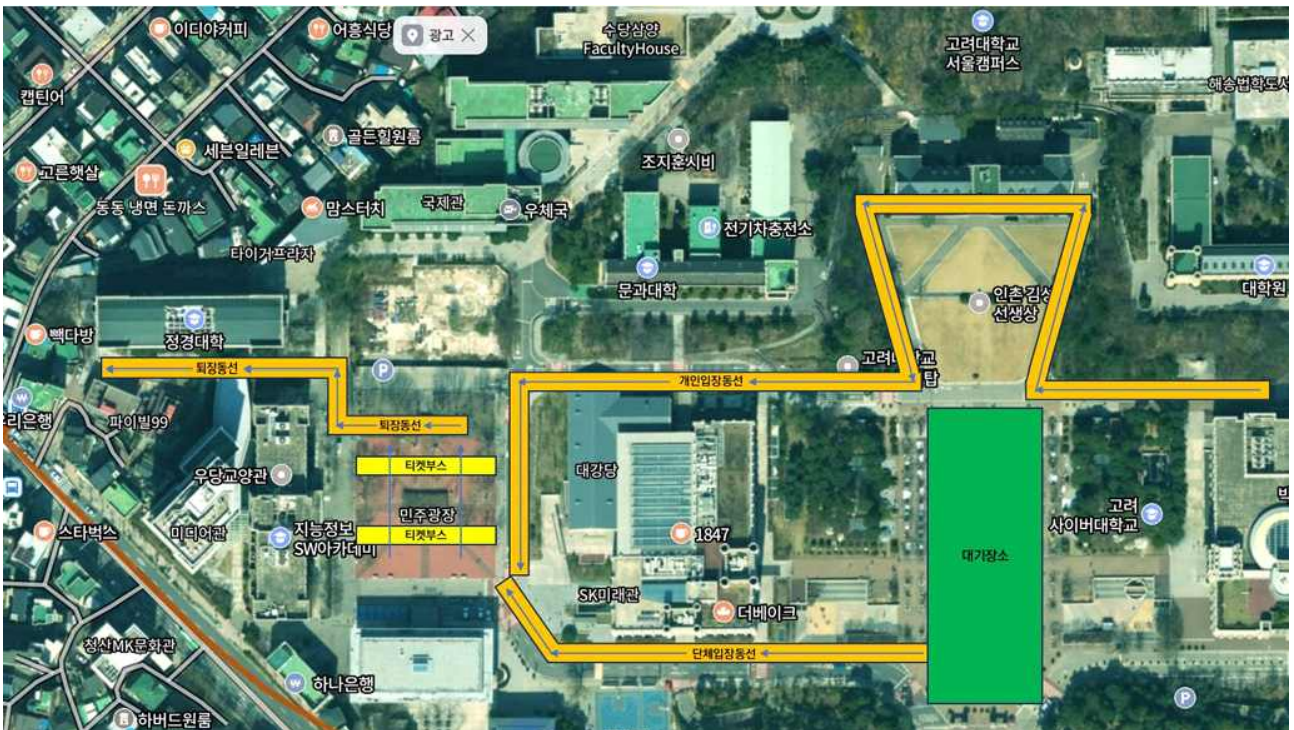 이디야커피
어흥식당
광고
수당삼양
FacultyHouse
고려대학교
서울캠퍼스
해송법학도서
캡틴어
골든힐원룸
세븐일레븐
조지훈시비
고른햇살
동동 냉면 돈까스
맘스터치
국제관
우체국
전기차충전소
타이거프라자
문과대학
인촌김성
선생상
대학원
빽다방
정경대학
P
퇴장동선
개인입장동선
고려대학교
탑
우리은행
파이빌99
퇴장동선
티켓부스
우당교양관
대강당
민주광장
고려
사이버대학교
스타벅스
미디어관
지능정보
SW아카데미
티켓부스
1847
대기장소
SK미래관
더베이크
청산MK문화관
단체입장동선
하나은행
P
하버드원룸